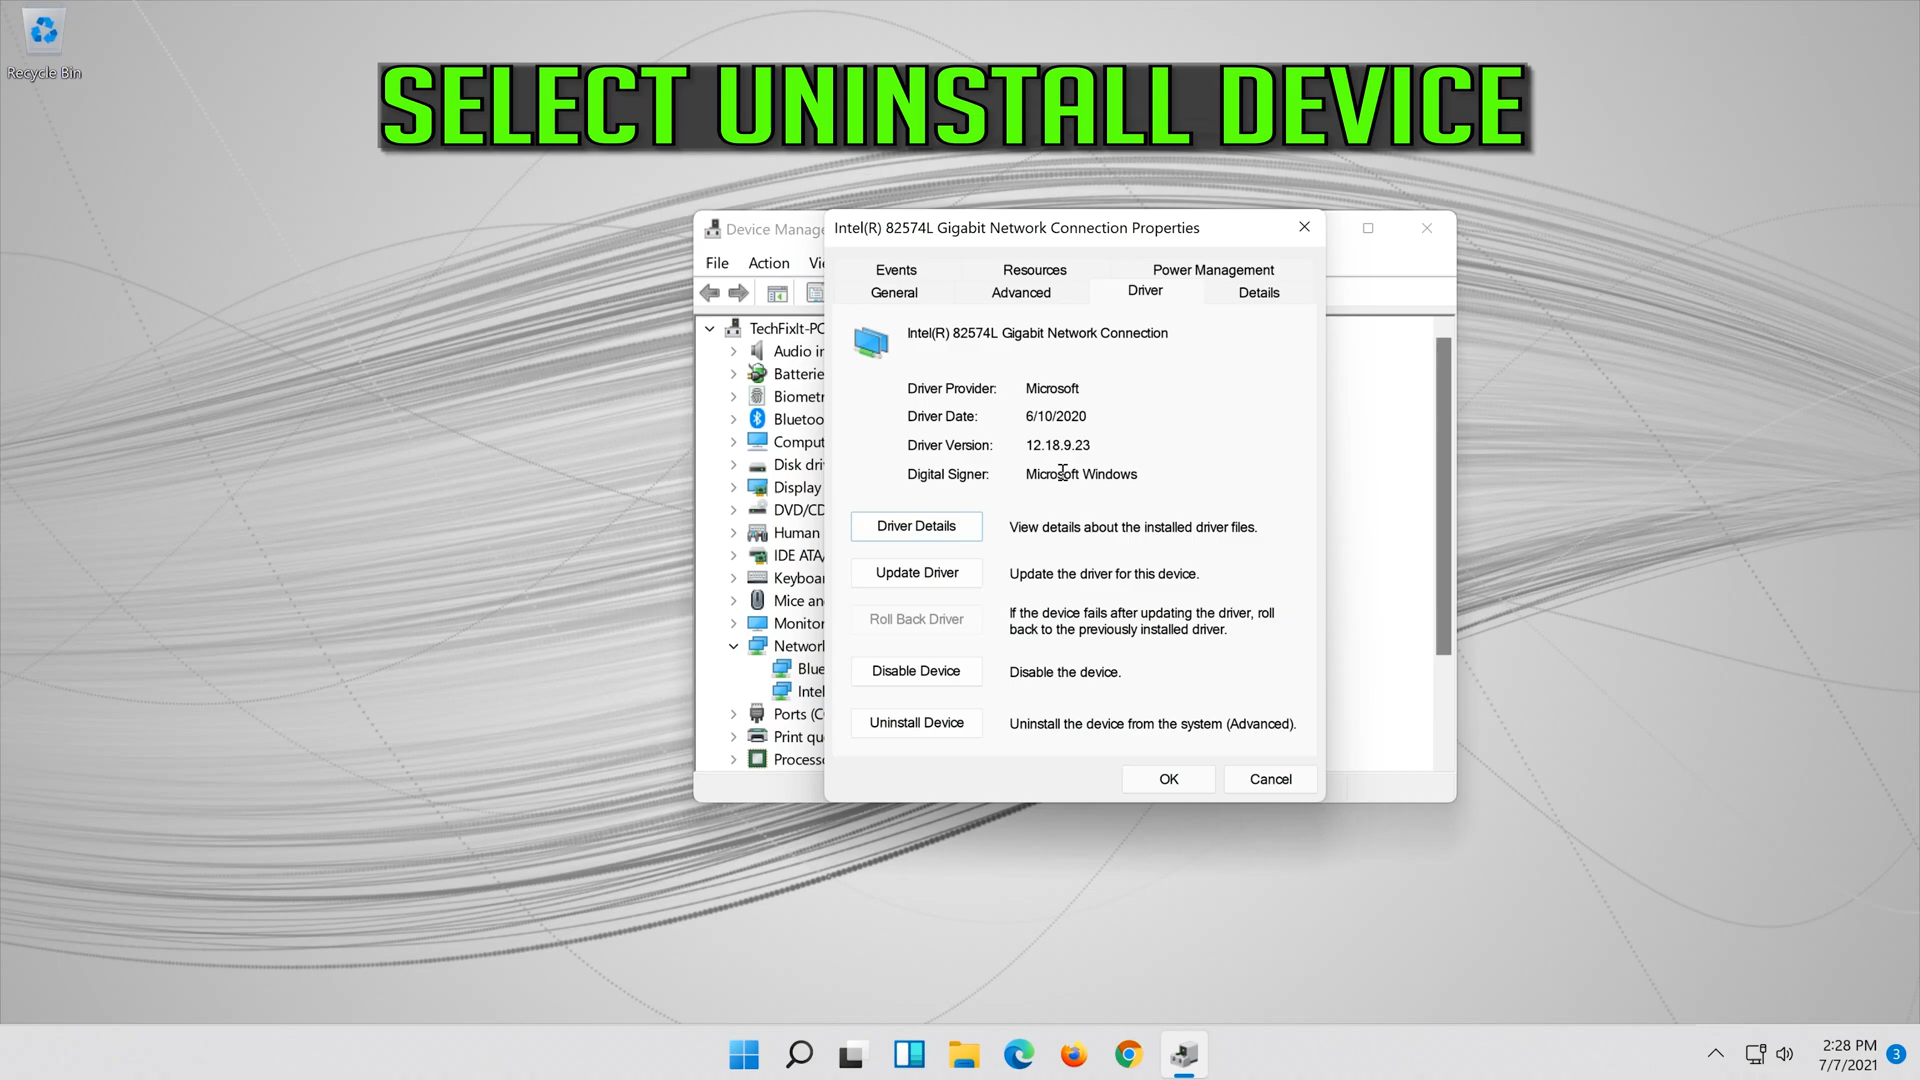 Recycle Bin
SELECT UNINSTALL DEVICE
Device Manag
File Action Vi
TechFixIt-PC
Audio in
Batterie
Biometr
Bluetoo
Comput
Disk dri
Display
DVD/CD
Human
IDE ATA/
Keyboar
Mice an
Monitor
Network
Blue
Intel
Ports (C
Print qu
Process
Intel(R) 82574L Gigabit Network Connection Properties
Events Resources Power Management
General Advanced Driver Details
Intel(R) 82574L Gigabit Network Connection
Driver Provider: Microsoft
Driver Date: 6/10/2020
Driver Version: 12.18.9.23
Digital Signer: Microsoft Windows
Driver Details View details about the installed driver files.
Update Driver Update the driver for this device.
Roll Back Driver If the device fails after updating the driver, roll
back to the previously installed driver.
Disable Device Disable the device.
Uninstall Device Uninstall the device from the system (Advanced).
OK Cancel
2:28 PM
7/7/2021 3